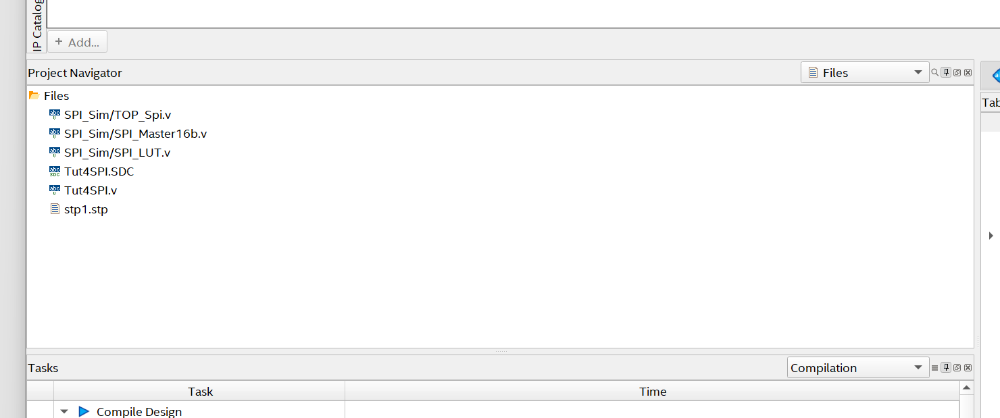 IP Catalog
+ Add...
Project Navigator
Files
Files
SPI_Sim/TOP_Spi.v
SPI_Sim/SPI_Master16b.v
SPI_Sim/SPI_LUT.v
Tut4SPI.SDC
Tut4SPI.v
stp1.stp
Tab
Tasks
Compilation
Task
Time
Compile Design